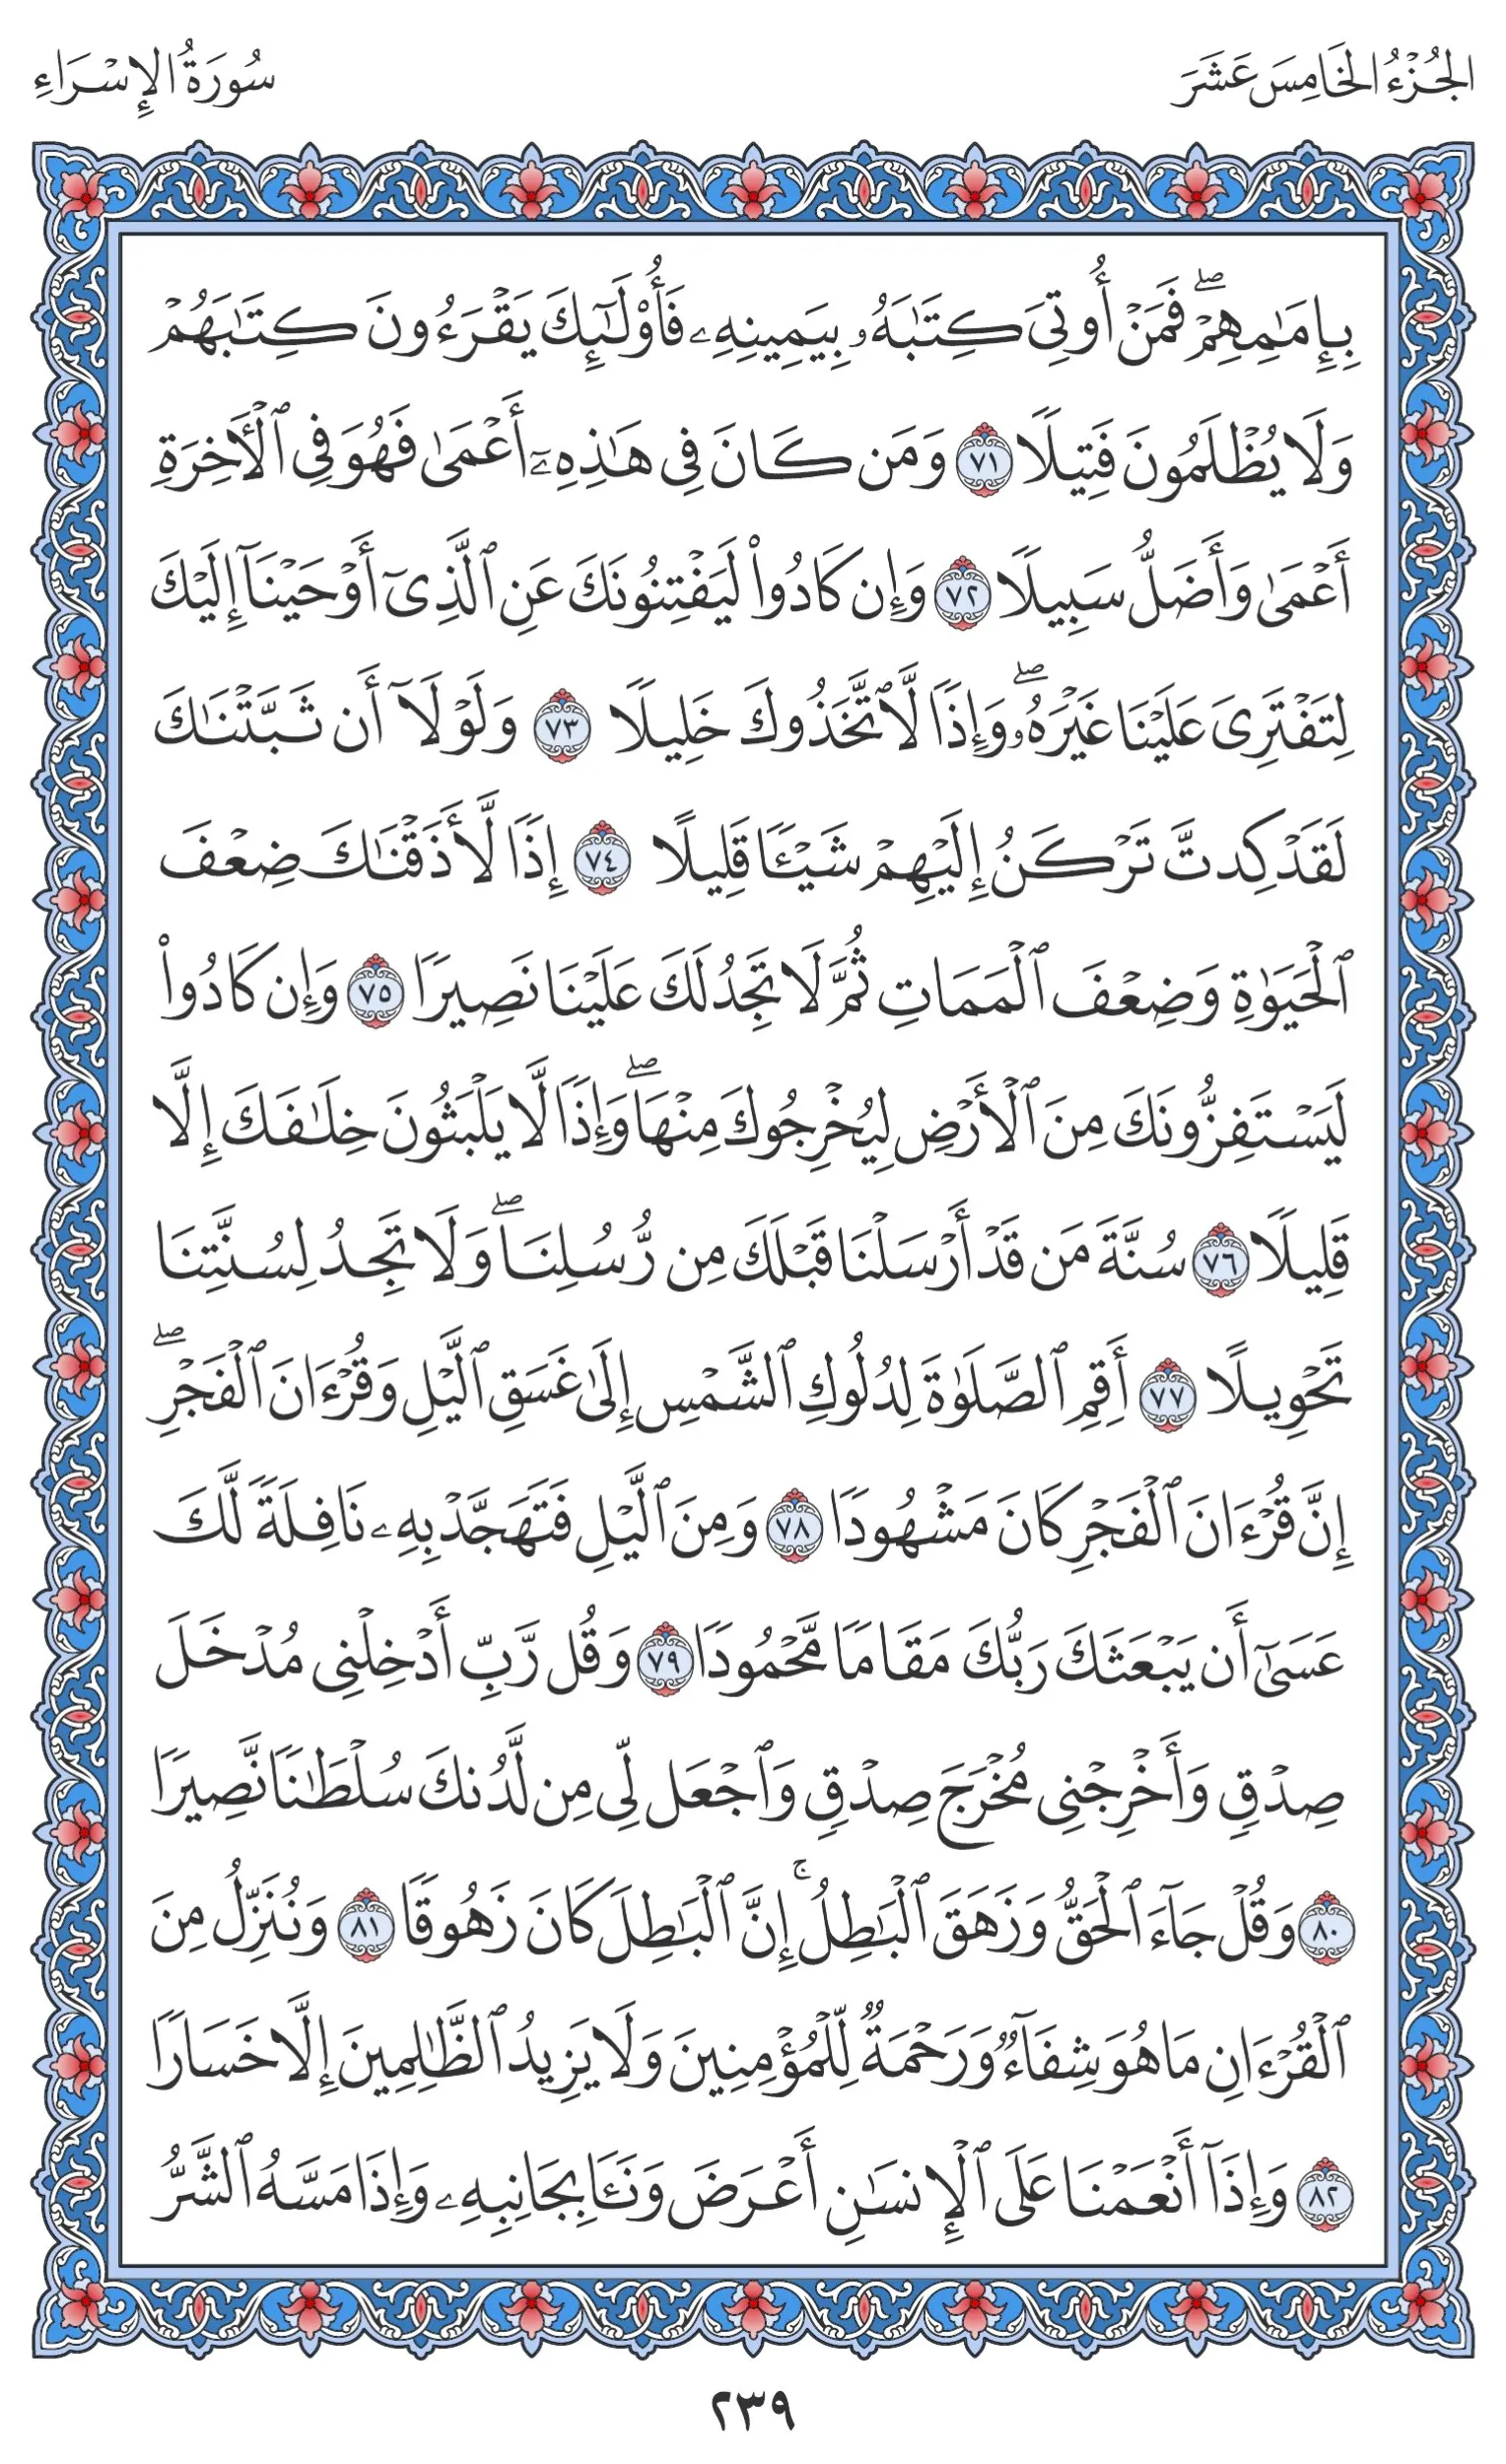 الجُزْءُ الخَامِسَ عَشَرَ
سُورَةُ الإِسْرَاءِ
بِإِمَٰمِهِمْۖ فَمَنْ أُوتِىَ كِتَٰبَهُۥ بِيَمِينِهِۦ فَأُو۟لَٰٓئِكَ يَقْرَءُونَ كِتَٰبَهُمْ
وَلَا يُظْلَمُونَ فَتِيلًا ٧١ وَمَن كَانَ فِى هَٰذِهِۦٓ أَعْمَىٰ فَهُوَ فِى ٱلْأَخِرَةِ
أَعْمَىٰ وَأَضَلُّ سَبِيلًا ٧٢ وَإِن كَادُوا۟ لَيَفْتِنُونَكَ عَنِ ٱلَّذِىٓ أَوْحَيْنَآ إِلَيْكَ
لِتَفْتَرِىَ عَلَيْنَا غَيْرَهُۥۖ وَإِذًا لَّٱتَّخَذُوكَ خَلِيلًا ٧٣ وَلَوْلَآ أَن ثَبَّتْنَٰكَ
لَقَدْ كِدتَّ تَرْكَنُ إِلَيْهِمْ شَيْـًٔا قَلِيلًا ٧٤ إِذًا لَّأَذَقْنَٰكَ ضِعْفَ
ٱلْحَيَوٰةِ وَضِعْفَ ٱلْمَمَاتِ ثُمَّ لَا تَجِدُ لَكَ عَلَيْنَا نَصِيرًا ٧٥ وَإِن كَادُوا۟
لَيَسْتَفِزُّونَكَ مِنَ ٱلْأَرْضِ لِيُخْرِجُوكَ مِنْهَاۖ وَإِذًا لَّا يَلْبَثُونَ خِلَٰفَكَ إِلَّا
قَلِيلًا ٧٦ سُنَّةَ مَن قَدْ أَرْسَلْنَا قَبْلَكَ مِن رُّسُلِنَاۖ وَلَا تَجِدُ لِسُنَّتِنَا
تَحْوِيلًا ٧٧ أَقِمِ ٱلصَّلَوٰةَ لِدُلُوكِ ٱلشَّمْسِ إِلَىٰ غَسَقِ ٱلَّيْلِ وَقُرْءَانَ ٱلْفَجْرِۖ
إِنَّ قُرْءَانَ ٱلْفَجْرِ كَانَ مَشْهُودًا ٧٨ وَمِنَ ٱلَّيْلِ فَتَهَجَّدْ بِهِۦ نَافِلَةً لَّكَ
عَسَىٰٓ أَن يَبْعَثَكَ رَبُّكَ مَقَامًا مَّحْمُودًا ٧٩ وَقُل رَّبِّ أَدْخِلْنِى مُدْخَلَ
صِدْقٍ وَأَخْرِجْنِى مُخْرَجَ صِدْقٍ وَٱجْعَل لِّى مِن لَّدُنكَ سُلْطَٰنًا نَّصِيرًا
٨٠ وَقُلْ جَآءَ ٱلْحَقُّ وَزَهَقَ ٱلْبَٰطِلُۚ إِنَّ ٱلْبَٰطِلَ كَانَ زَهُوقًا ٨١ وَنُنَزِّلُ مِنَ
ٱلْقُرْءَانِ مَا هُوَ شِفَآءٌ وَرَحْمَةٌ لِّلْمُؤْمِنِينَ وَلَا يَزِيدُ ٱلظَّٰلِمِينَ إِلَّا خَسَارًا
٨٢ وَإِذَآ أَنْعَمْنَا عَلَى ٱلْإِنسَٰنِ أَعْرَضَ وَنَـَٔا بِجَانِبِهِۦ وَإِذَا مَسَّهُ ٱلشَّرُّ
٢٣٩